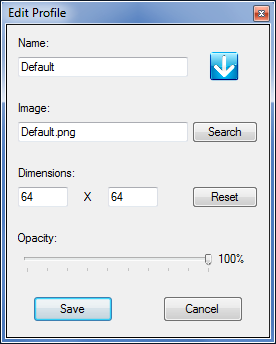 Edit Profile
Name:
Default
Image:
Default.png Search
Dimensions:
64 X 64 Reset
Opacity:
100%
Save Cancel